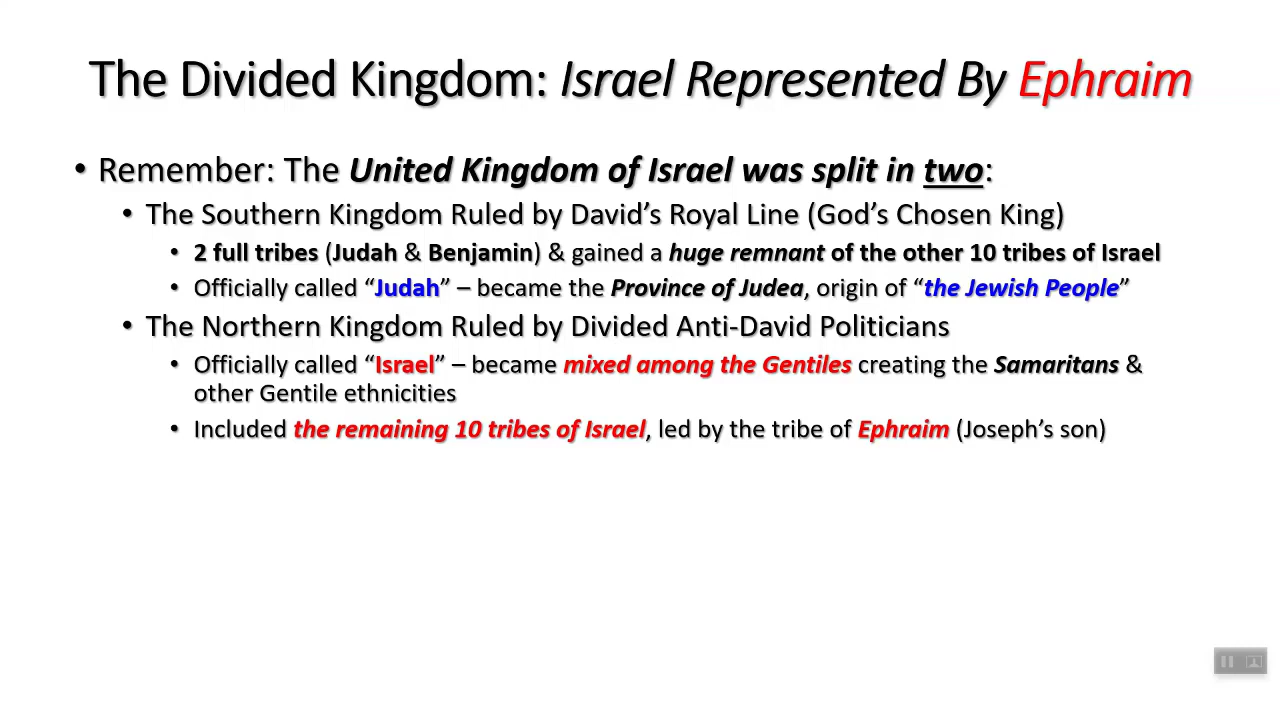 The Divided Kingdom: Israel Represented By Ephraim
• Remember: The United Kingdom of Israel was split in two:
• The Southern Kingdom Ruled by David’s Royal Line (God’s Chosen King)
• 2 full tribes (Judah & Benjamin) & gained a huge remnant of the other 10 tribes of Israel
• Officially called “Judah” – became the Province of Judea, origin of “the Jewish People”
• The Northern Kingdom Ruled by Divided Anti-David Politicians
• Officially called “Israel” – became mixed among the Gentiles creating the Samaritans &
other Gentile ethnicities
• Included the remaining 10 tribes of Israel, led by the tribe of Ephraim (Joseph’s son)